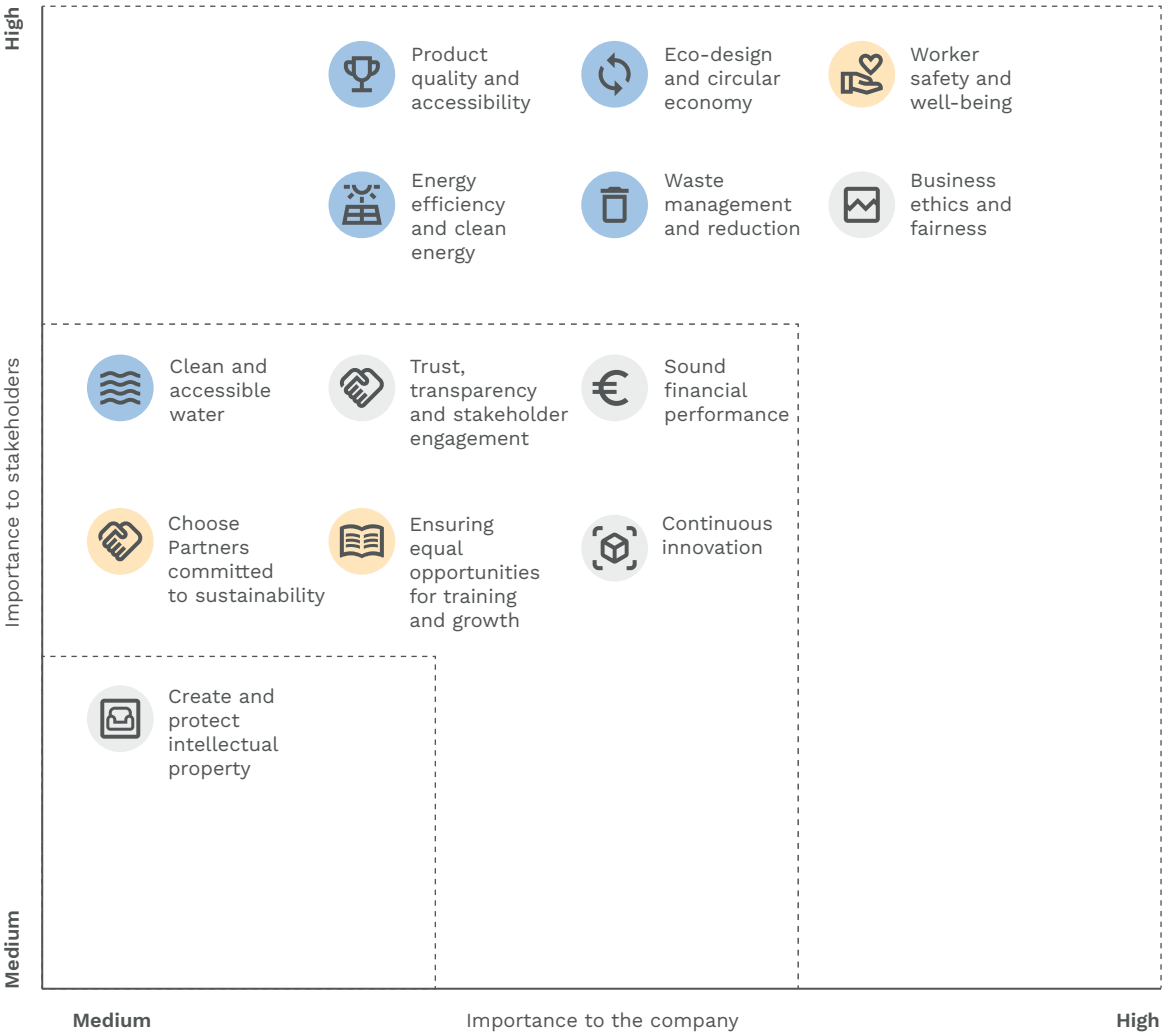 High
Product
quality and
accessibility
Eco-design
and circular
economy
Worker
safety and
well-being
Energy
efficiency
and clean
energy
Waste
management
and reduction
Business
ethics and
fairness
Importance to stakeholders
Clean and
accessible
water
Trust,
transparency
and stakeholder
engagement
Sound
financial
performance
Choose
Partners
committed
to sustainability
Ensuring
equal
opportunities
for training
and growth
Continuous
innovation
Create and
protect
intellectual
property
Medium
Medium
Importance to the company
High